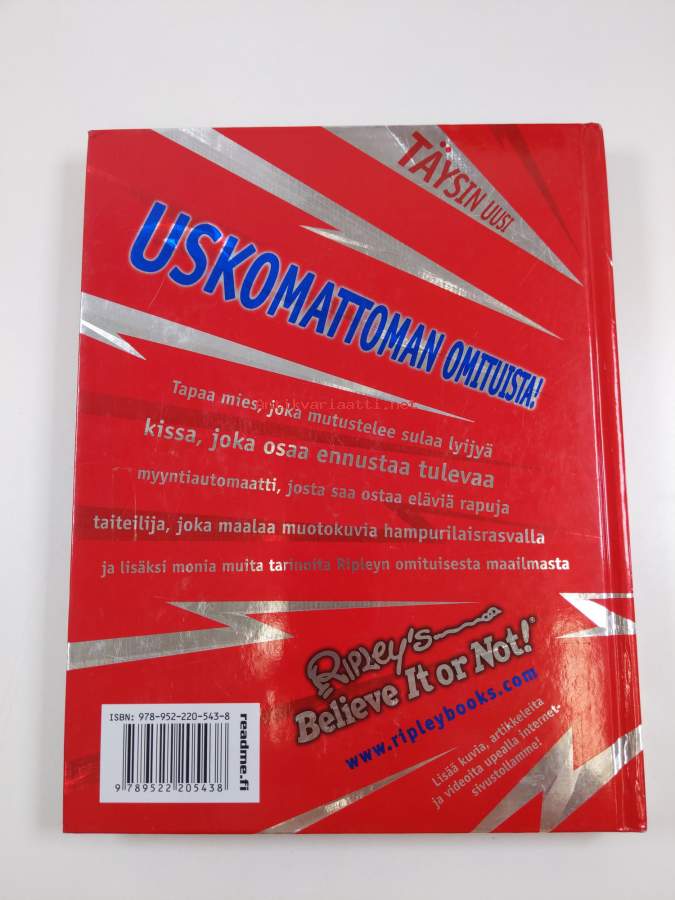 TÄYSIN UUSI
USKOMATTOMAN OMITUISTA!
antikvariaatti.net
Tapaa mies, joka mutustelee sulaa lyijyä
kissa, joka osaa ennustaa tulevaa
myyntiautomaatti, josta saa ostaa eläviä rapuja
taiteilija, joka maalaa muotokuvia hampurilaisrasvalla
ja lisäksi monia muita tarinoita Ripleyn omituisesta maailmasta
RIPLEY'S
Believe It or Not!®
www.ripleybooks.com
Lisää kuvia, artikkeleita
ja videoita upealla internet-
sivustollamme!
ISBN: 978-952-220-543-8
9 789522 205438
readme.fi